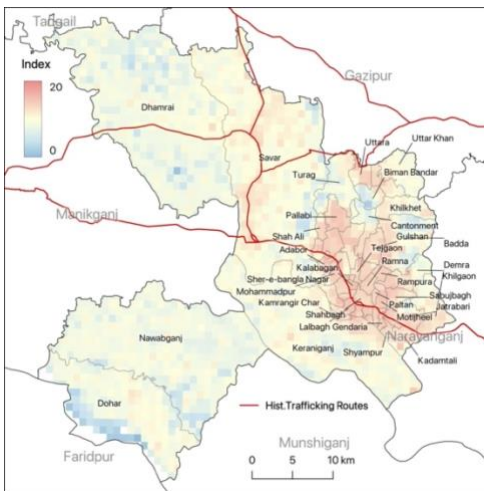 Tangail
Index
20
0
Gazipur
Dhamrai
Uttara
Uttar Khan
Savar
Turag
Biman Bandar
Manikganj
Pallabi
Khilkhet
Cantonment
Shah Ali
Gulshan
Badda
Adabor
Tejgaon
Kalabagan
Ramna
Demra
Khilgaon
Sher-e-bangla Nagar
Rampura
Mohammadpur
Sabujbagh
Kamrangir Char
Paltan
Jatrabari
Shahbagh
Motijheel
Lalbagh Gendaria
Narayanganj
Nawabganj
Keraniganj
Shyampur
Kadamtali
Dohar
Hist.Trafficking Routes
Faridpur
Munshiganj
0 5 10 km